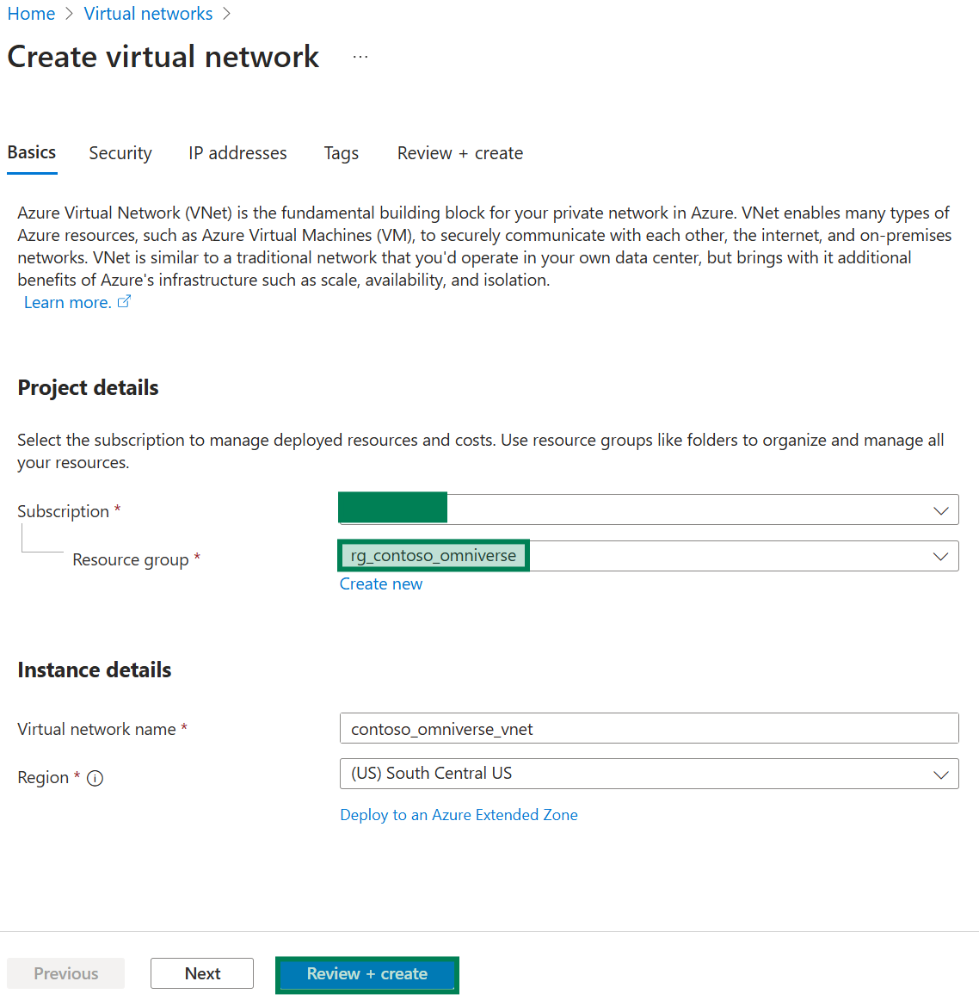 Home > Virtual networks >
Create virtual network ...
Basics Security IP addresses Tags Review + create
Azure Virtual Network (VNet) is the fundamental building block for your private network in Azure. VNet enables many types of
Azure resources, such as Azure Virtual Machines (VM), to securely communicate with each other, the internet, and on-premises
networks. VNet is similar to a traditional network that you'd operate in your own data center, but brings with it additional
benefits of Azure's infrastructure such as scale, availability, and isolation.
Learn more.
Project details
Select the subscription to manage deployed resources and costs. Use resource groups like folders to organize and manage all
your resources.
Subscription *
Resource group * rg_contoso_omniverse
Create new
Instance details
Virtual network name * contoso_omniverse_vnet
Region * (US) South Central US
Deploy to an Azure Extended Zone
Previous Next Review + create